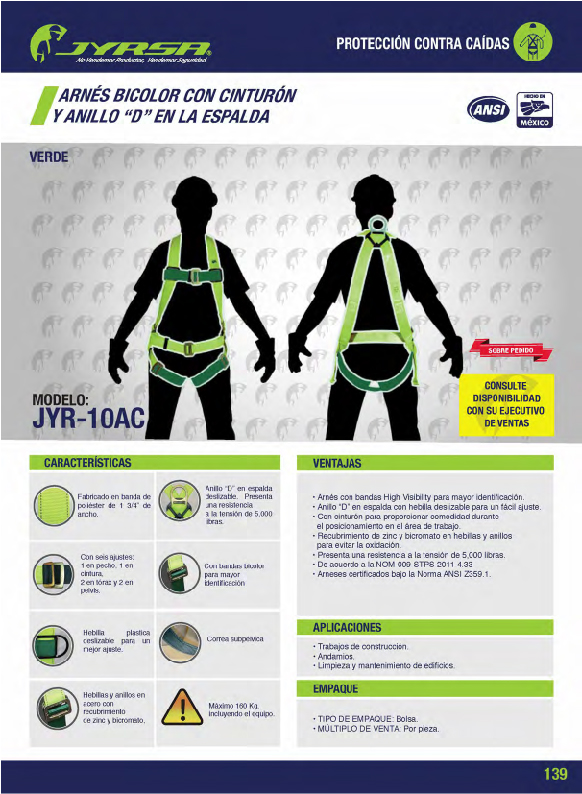 JYRSA®
No Vendemos Productos, Vendemos Seguridad.
PROTECCIÓN CONTRA CAÍDAS
ARNÉS BICOLOR CON CINTURÓN
Y ANILLO “D” EN LA ESPALDA
ANSI
HECHO EN
MÉXICO
VERDE
SOBRE PEDIDO
CONSULTE
DISPONIBILIDAD
CON SU EJECUTIVO
DE VENTAS
MODELO:
JYR-10AC
CARACTERÍSTICAS
Fabricado en banda de
poliéster de 1 3/4" de
ancho.
Anillo “D” en espalda
deslizable. Presenta
una resistencia
a la tensión de 5,000
libras.
Con seis ajustes:
1 en pecho, 1 en
cintura,
2 en tórax y 2 en
pelvis.
Con bandas bicolor
para mayor
identificación
Hebilla plastica
deslizable para un
mejor ajuste.
Correa subpelvica
Hebillas y anillos en
acero con
recubrimiento
de zinc y bicromato.
Máximo 160 Kg.
incluyendo el equipo.
VENTAJAS
• Arnés con bandas High Visibility para mayor identificación.
• Anillo “D” en espalda con hebilla deslizable para un fácil ajuste.
• Con cinturón para proporcionar comodidad durante
el posicionamiento en el área de trabajo.
• Recubrimiento de zinc y bicromato en hebillas y anillos
para evitar la oxidación.
• Presenta una resistencia a la tensión de 5,000 libras.
• De acuerdo a la NOM-009-STPS-2011-4.33
• Arneses certificados bajo la Norma ANSI Z359.1.
APLICACIONES
• Trabajos de construccion.
• Andamios.
• Limpieza y mantenimiento de edificios.
EMPAQUE
• TIPO DE EMPAQUE: Bolsa.
• MÚLTIPLO DE VENTA: Por pieza.
139